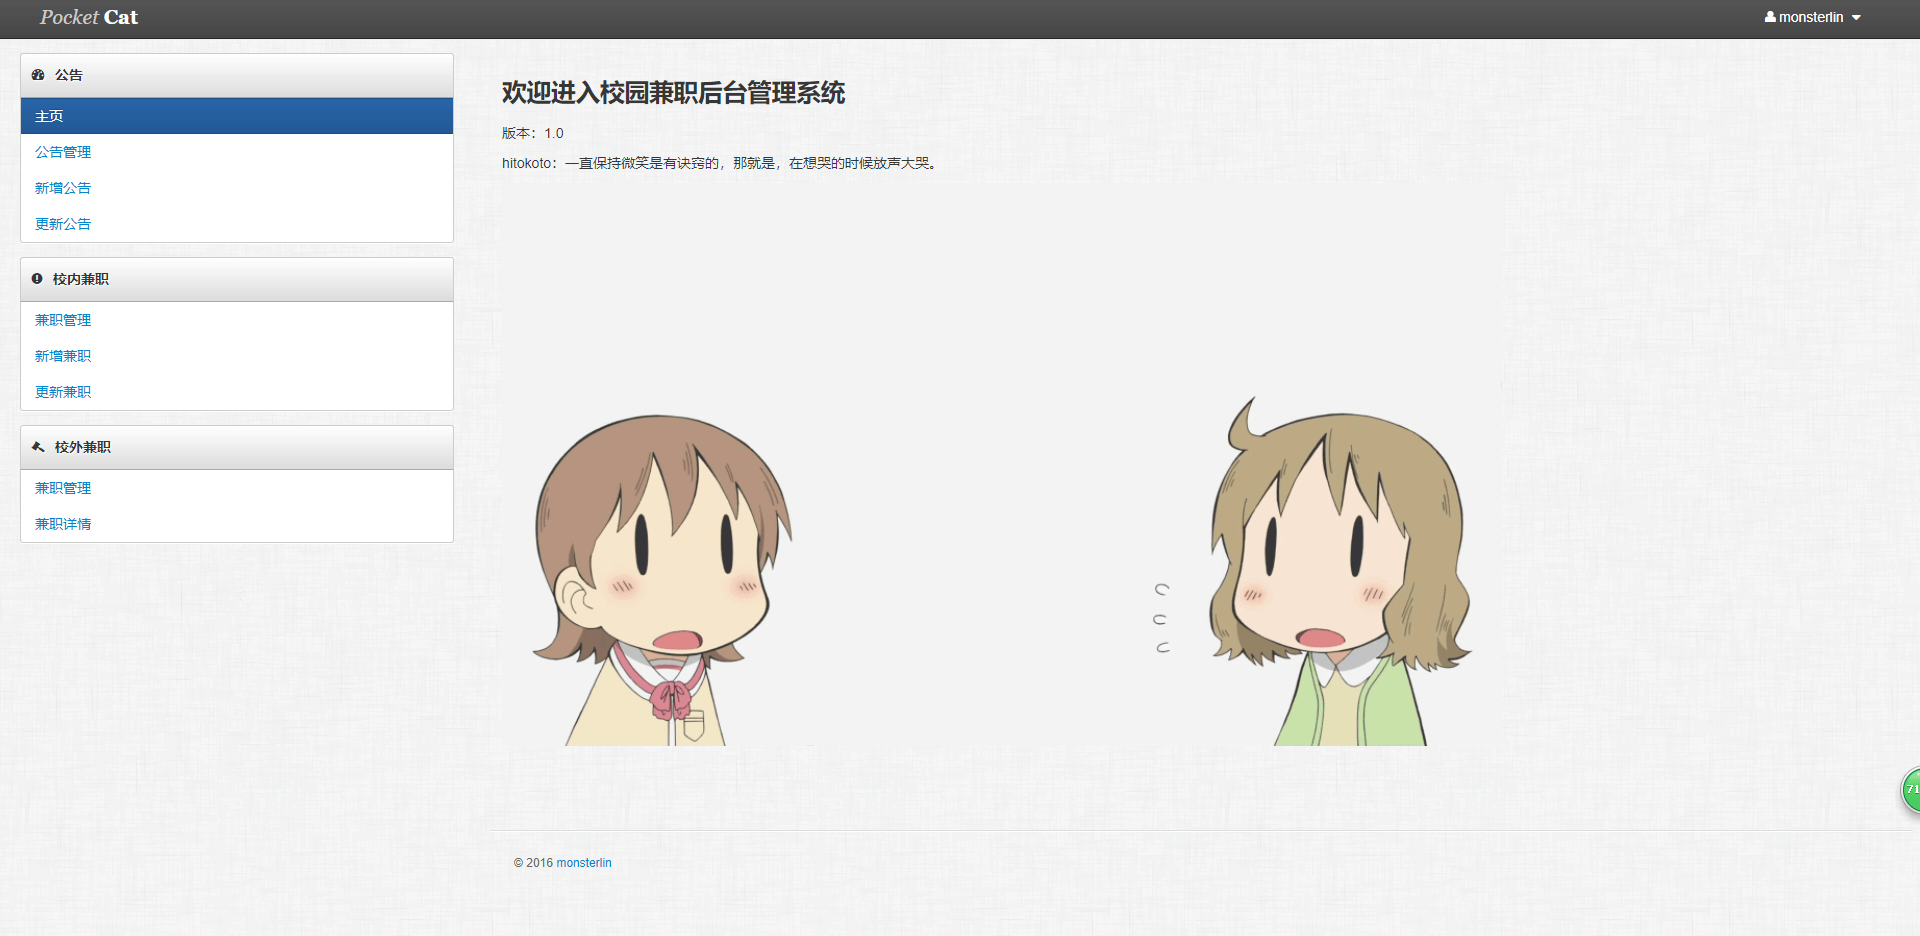 Pocket Cat
monsterlin
公告
主页
公告管理
新增公告
更新公告
校内兼职
兼职管理
新增兼职
更新兼职
校外兼职
兼职管理
兼职详情
欢迎进入校园兼职后台管理系统
版本：1.0
hitokoto：一直保持微笑是有诀窍的，那就是，在想哭的时候放声大哭。
71
© 2016 monsterlin